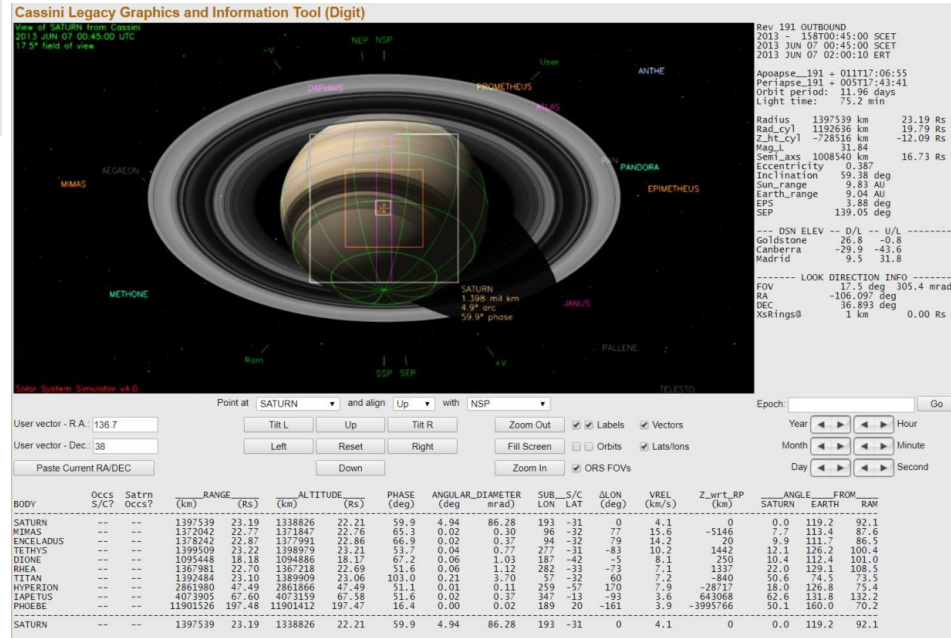 Cassini Legacy Graphics and Information Tool (Digit)
View of SATURN from Cassini
2013 JUN 07 00:45:00 UTC
17.5° field of view
-V
NEP NSP
User
ANTHE
DAPHNIS
PROMETHEUS
ATLAS
PAN
AEGAEON
PANDORA
MIMAS
EPIMETHEUS
METHONE
SATURN
1.398 mil km
4.9° arc
59.9° phase
JANUS
PALLENE
Ram
SSP SEP
+V
TELESTO
Solar System Simulator v4.0
Rev 191 OUTBOUND
2013 - 158T00:45:00 SCET
2013 JUN 07 00:45:00 SCET
2013 JUN 07 02:00:10 ERT
Apoapse_191 + 011T17:06:55
Periapse_191 + 005T17:43:41
Orbit period: 11.96 days
Light time: 75.2 min
Radius 1397539 km 23.19 Rs
Rad_cyl 1192636 km 19.79 Rs
Z_ht_cyl -728516 km -12.09 Rs
Mag_L 31.84
Semi_axs 1008540 km 16.73 Rs
Eccentricity 0.387
Inclination 59.38 deg
Sun_range 9.83 AU
Earth_range 9.04 AU
EPS 3.88 deg
SEP 139.05 deg
--- DSN ELEV -- D/L -- U/L --------
Goldstone 26.8 -0.8
Canberra -29.9 -43.6
Madrid 9.5 31.8
------- LOOK DIRECTION INFO -------
FOV 17.5 deg 305.4 mrad
RA -106.097 deg
DEC 36.893 deg
XsRings@ 1 km 0.00 Rs
Point at SATURN and align Up with NSP
Epoch: Go
User vector - R.A.: 136.7 Tilt L Up Tilt R Zoom Out Labels Vectors Year Hour
User vector - Dec.: 38 Left Reset Right Fill Screen Orbits Lats/lons Month Minute
Paste Current RA/DEC Down Zoom In ORS FOVs Day Second
Occs Satrn RANGE ALTITUDE PHASE ANGULAR_DIAMETER SUB_S/C ΔLON VREL Z_wrt_RP ANGLE FROM
BODY S/C? Occs? (km) (Rs) (km) (Rs) (deg) (deg mrad) LON LAT (deg) (km/s) (km) SATURN EARTH RAM
SATURN -- -- 1397539 23.19 1338826 22.21 59.9 4.94 86.28 193 -31 0 4.1 0 0.0 119.2 92.1
MIMAS -- -- 1372042 22.77 1371847 22.76 65.3 0.02 0.30 96 -32 77 15.6 -5146 7.7 113.4 87.6
ENCELADUS -- -- 1378242 22.87 1377991 22.86 66.9 0.02 0.37 94 -32 79 14.2 20 9.9 111.7 86.5
TETHYS -- -- 1399509 23.22 1398979 23.21 53.7 0.04 0.77 277 -31 -83 10.2 1442 12.1 126.2 100.4
DIONE -- -- 1095448 18.18 1094886 18.17 67.2 0.06 1.03 187 -42 -5 8.1 250 10.4 112.4 101.0
RHEA -- -- 1367981 22.70 1367218 22.69 51.6 0.06 1.12 282 -33 -73 7.1 1337 22.0 129.1 108.5
TITAN -- -- 1392484 23.10 1389909 23.06 103.0 0.21 3.70 57 -32 60 7.2 -840 50.6 74.5 73.5
HYPERION -- -- 2861980 47.49 2861866 47.49 51.1 0.01 0.11 259 -57 170 7.9 -28717 18.0 126.8 75.4
IAPETUS -- -- 4073905 67.60 4073159 67.58 51.6 0.02 0.37 347 -13 -93 3.6 643068 62.6 131.8 132.2
PHOEBE -- -- 11901526 197.48 11901412 197.47 16.4 0.00 0.02 189 20 -161 3.9 -3995766 50.1 160.0 70.2
SATURN -- -- 1397539 23.19 1338826 22.21 59.9 4.94 86.28 193 -31 0 4.1 0 0.0 119.2 92.1